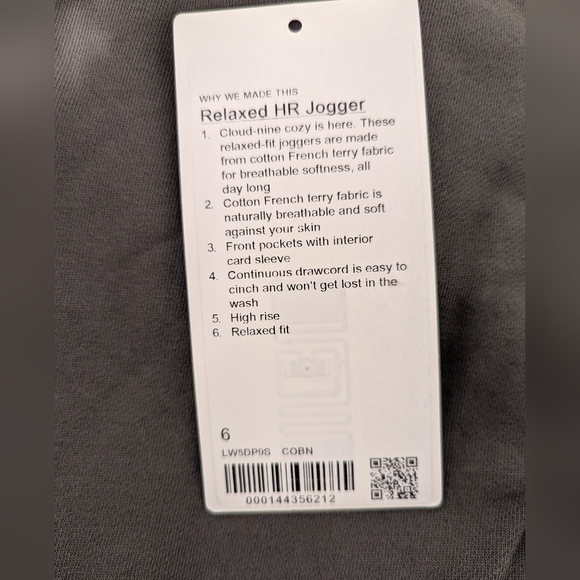 WHY WE MADE THIS
Relaxed HR Jogger
1. Cloud-nine cozy is here. These
relaxed-fit joggers are made
from cotton French terry fabric
for breathable softness, all
day long
2. Cotton French terry fabric is
naturally breathable and soft
against your skin
3. Front pockets with interior
card sleeve
4. Continuous drawcord is easy to
cinch and won't get lost in the
wash
5. High rise
6. Relaxed fit
6
LW5DP9S COBN
000144356212